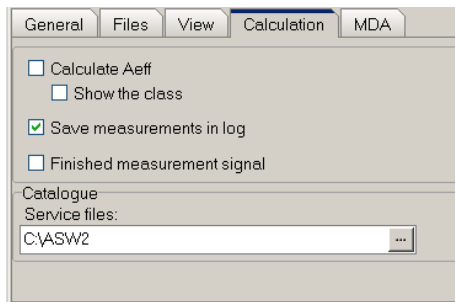 General Files View Calculation MDA
Calculate Aeff
Show the class
Save measurements in log
Finished measurement signal
Catalogue
Service files:
C:\ASW2
...